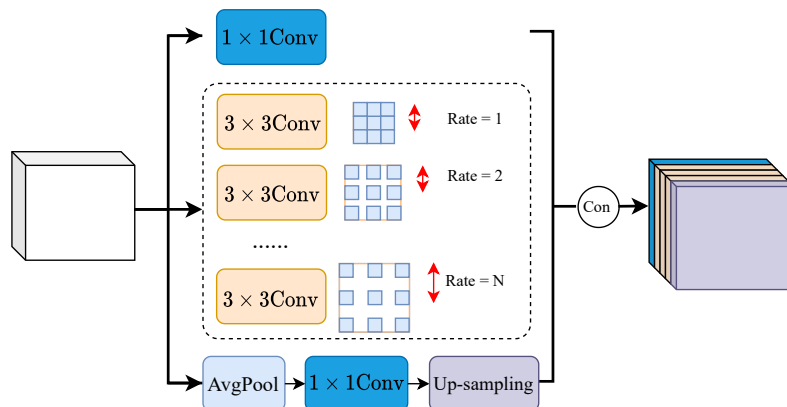 1 × 1Conv
3 × 3Conv
Rate = 1
3 × 3Conv
Rate = 2
......
3 × 3Conv
Rate = N
Con
AvgPool
1 × 1Conv
Up-sampling